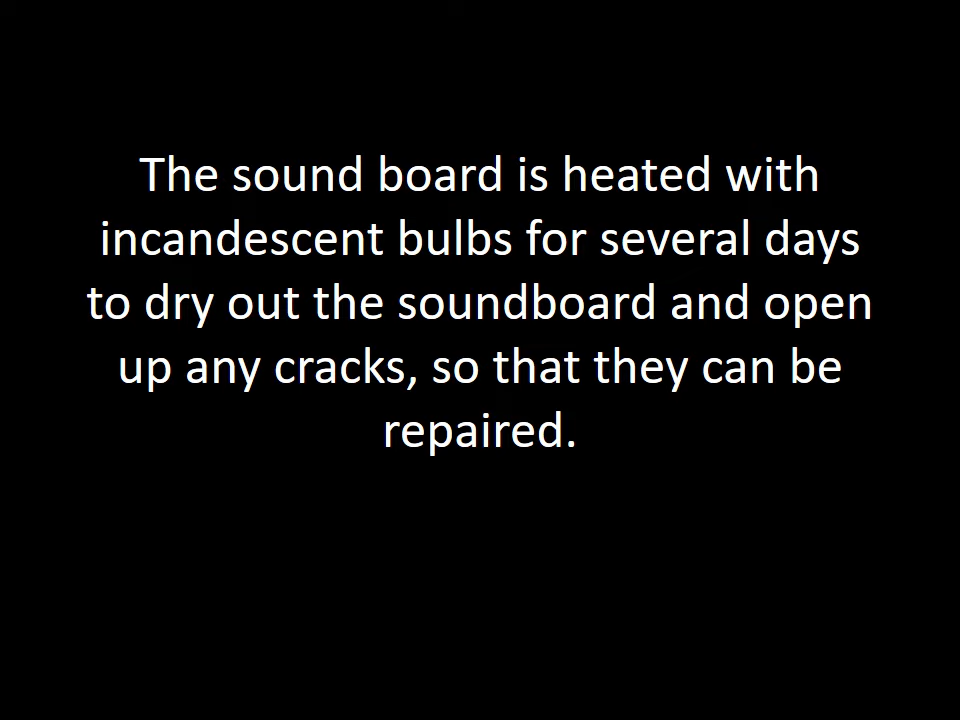 The sound board is heated with
incandescent bulbs for several days
to dry out the soundboard and open
up any cracks, so that they can be
repaired.